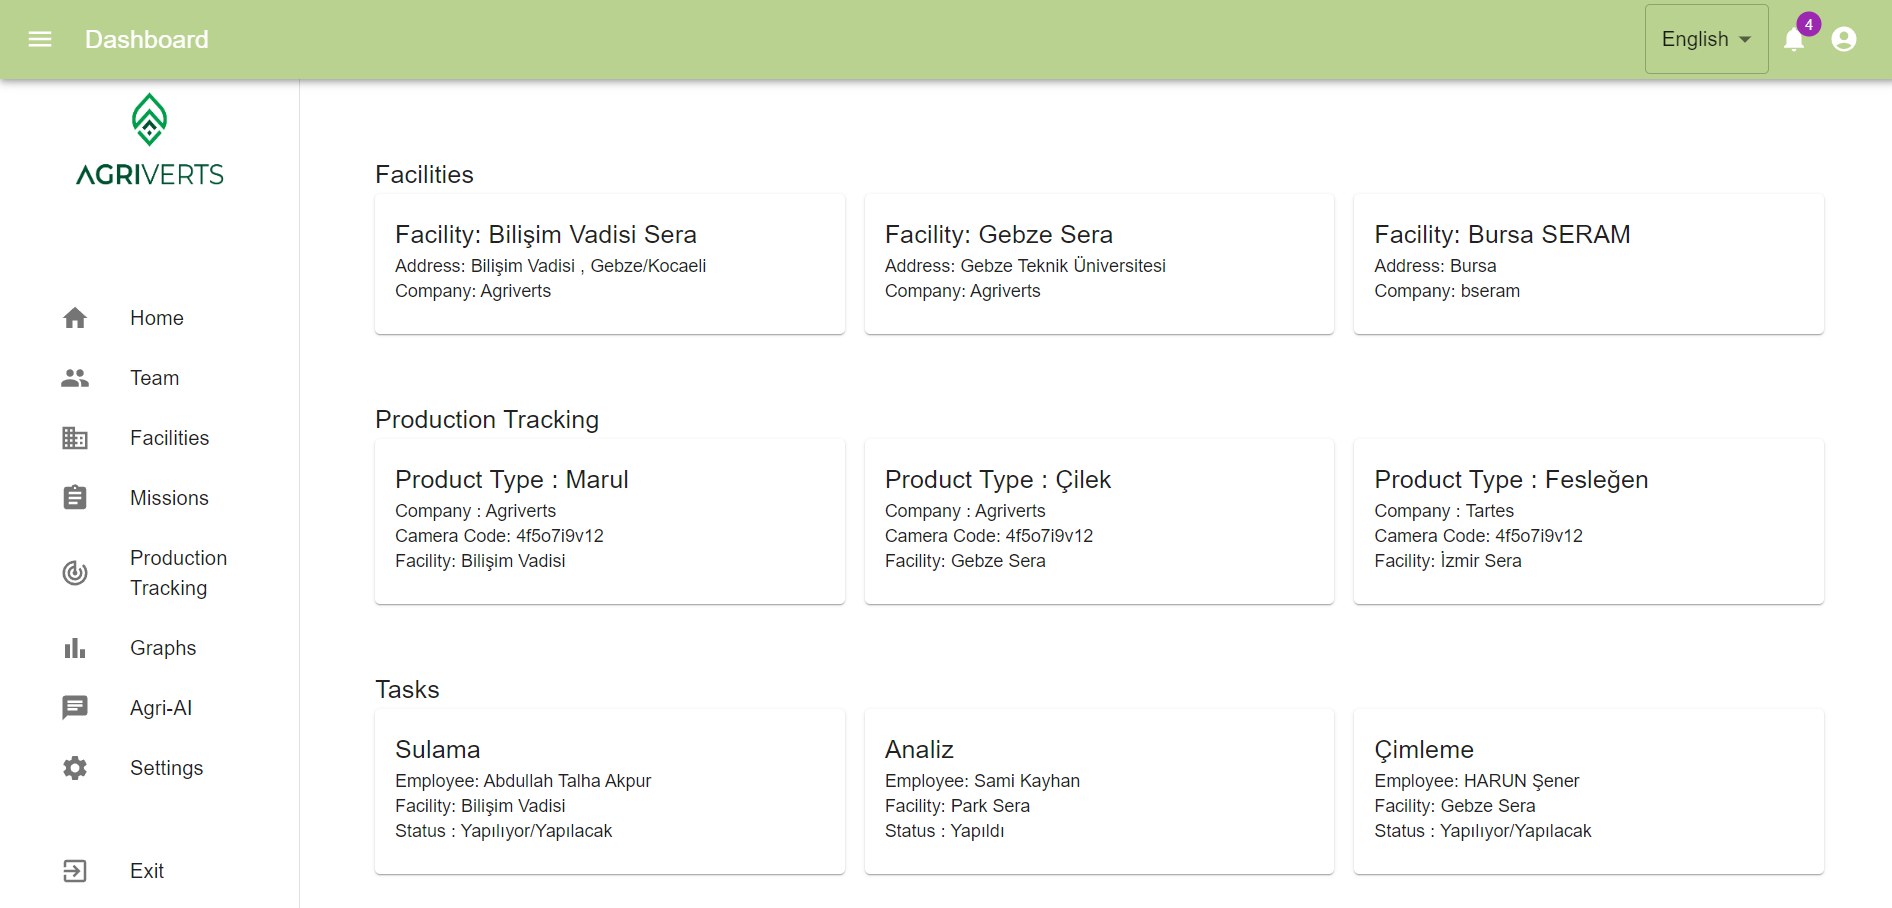 Dashboard
English
4
AGRIVERTS
Home
Team
Facilities
Missions
Production
Tracking
Graphs
Agri-AI
Settings
Exit
Facilities
Facility: Bilişim Vadisi Sera
Address: Bilişim Vadisi , Gebze/Kocaeli
Company: Agriverts
Facility: Gebze Sera
Address: Gebze Teknik Üniversitesi
Company: Agriverts
Facility: Bursa SERAM
Address: Bursa
Company: bseram
Production Tracking
Product Type : Marul
Company : Agriverts
Camera Code: 4f5o7i9v12
Facility: Bilişim Vadisi
Product Type : Çilek
Company : Agriverts
Camera Code: 4f5o7i9v12
Facility: Gebze Sera
Product Type : Fesleğen
Company : Tartes
Camera Code: 4f5o7i9v12
Facility: İzmir Sera
Tasks
Sulama
Employee: Abdullah Talha Akpur
Facility: Bilişim Vadisi
Status : Yapılıyor/Yapılacak
Analiz
Employee: Sami Kayhan
Facility: Park Sera
Status : Yapıldı
Çimleme
Employee: HARUN Şener
Facility: Gebze Sera
Status : Yapılıyor/Yapılacak